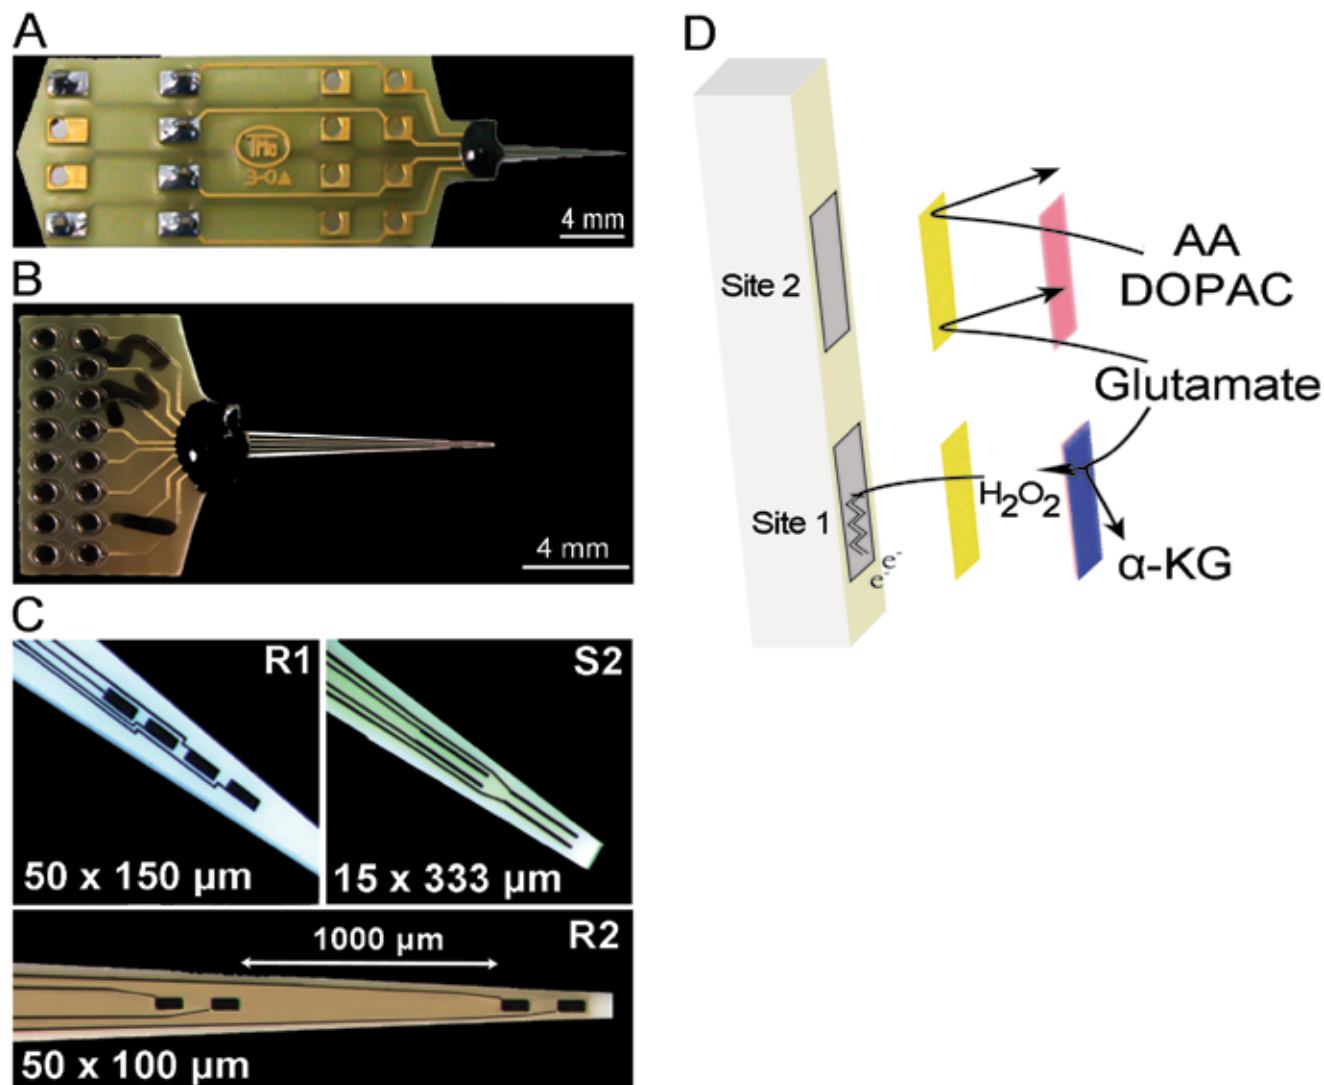 A
4 mm
B
4 mm
C
R1
50 x 150 µm
S2
15 x 333 µm
1000 µm
R2
50 x 100 µm
D
Site 2
AA
DOPAC
Glutamate
H₂O₂
Site 1
e⁻
e⁻
α-KG